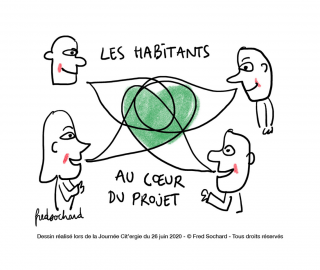 LES HABITANTS
AU CŒUR
DU PROJET
fredsochard
Dessin réalisé lors de la Journée Cit'ergie du 26 juin 2020 - © Fred Sochard - Tous droits réservés